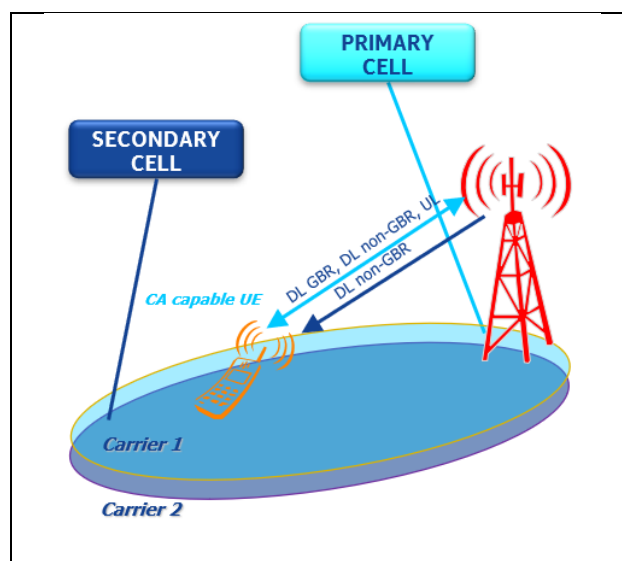 PRIMARY
CELL
SECONDARY
CELL
DL GBR, DL non-GBR, UL
DL non-GBR
CA capable UE
Carrier 1
Carrier 2